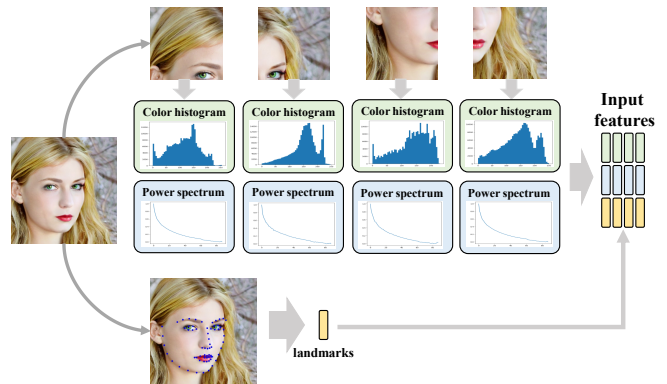 Color histogram
Color histogram
Color histogram
Color histogram
Input
features
Power spectrum
Power spectrum
Power spectrum
Power spectrum
landmarks